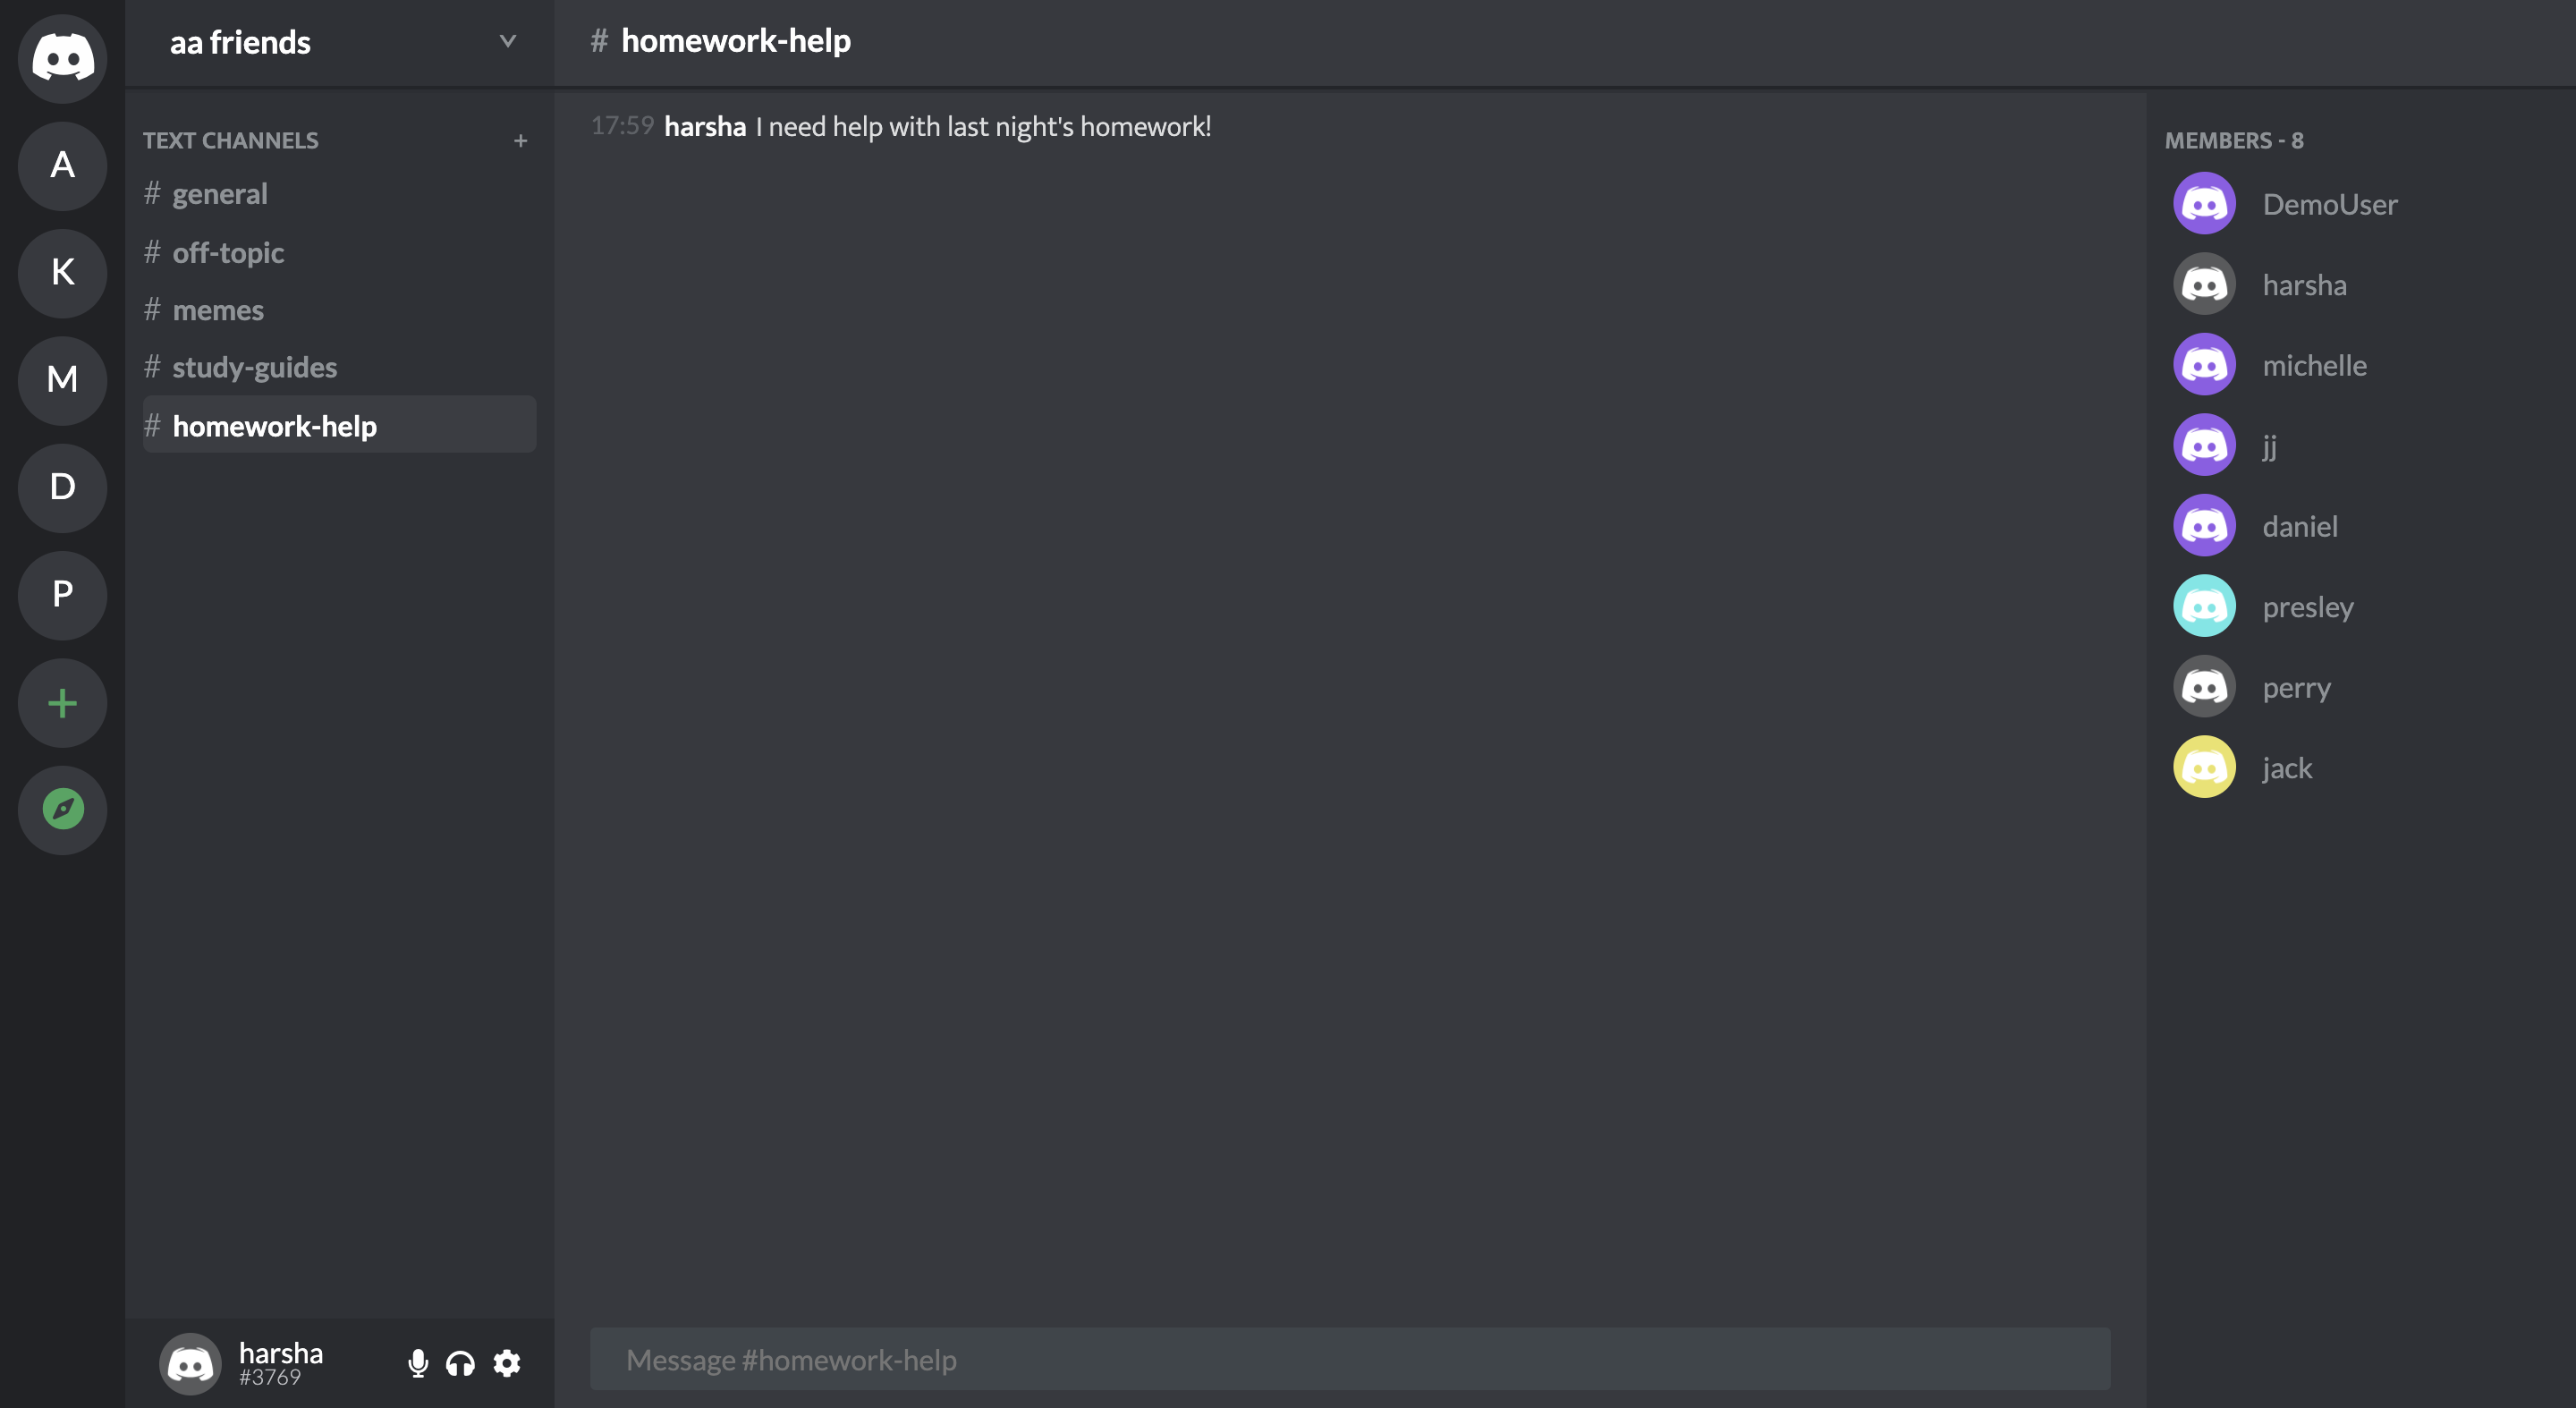 A
K
M
D
P
aa friends
TEXT CHANNELS +
# general
# off-topic
# memes
# study-guides
# homework-help
harsha
#3769
# homework-help
17:59 harsha I need help with last night's homework!
Message #homework-help
MEMBERS - 8
DemoUser
harsha
michelle
jj
daniel
presley
perry
jack